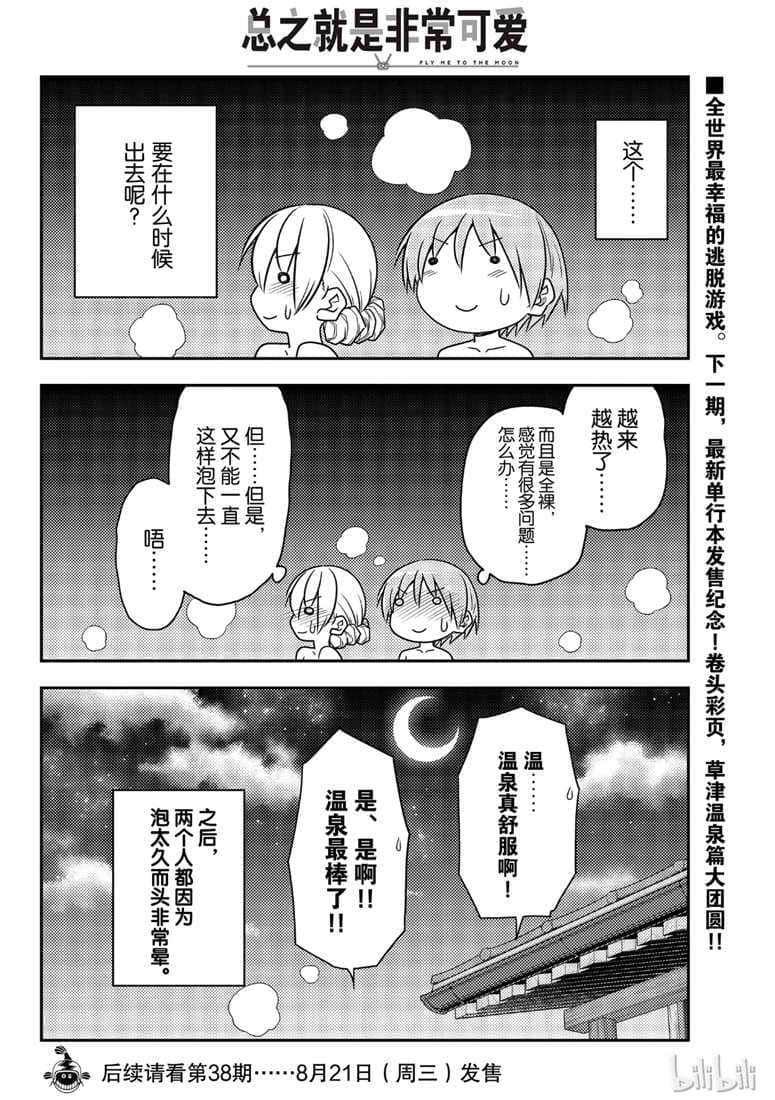 总之就是非常可爱
FLY ME TO THE MOON
■全世界最幸福的逃脱游戏。下一期，最新单行本发售纪念！卷头彩页，草津温泉篇大团圆!!
这个……
要在什么时候
出去呢？
越来
越热了……
而且是全裸，
感觉有很多问题
怎么办……
但……但是，
又不能一直
这样泡下去……
唔……
温……
温泉真舒服啊！
是、是啊!!
温泉最棒了!!
之后，
两个人都因为
泡太久而头非常晕。
后续请看第38期……8月21日（周三）发售
bilibili